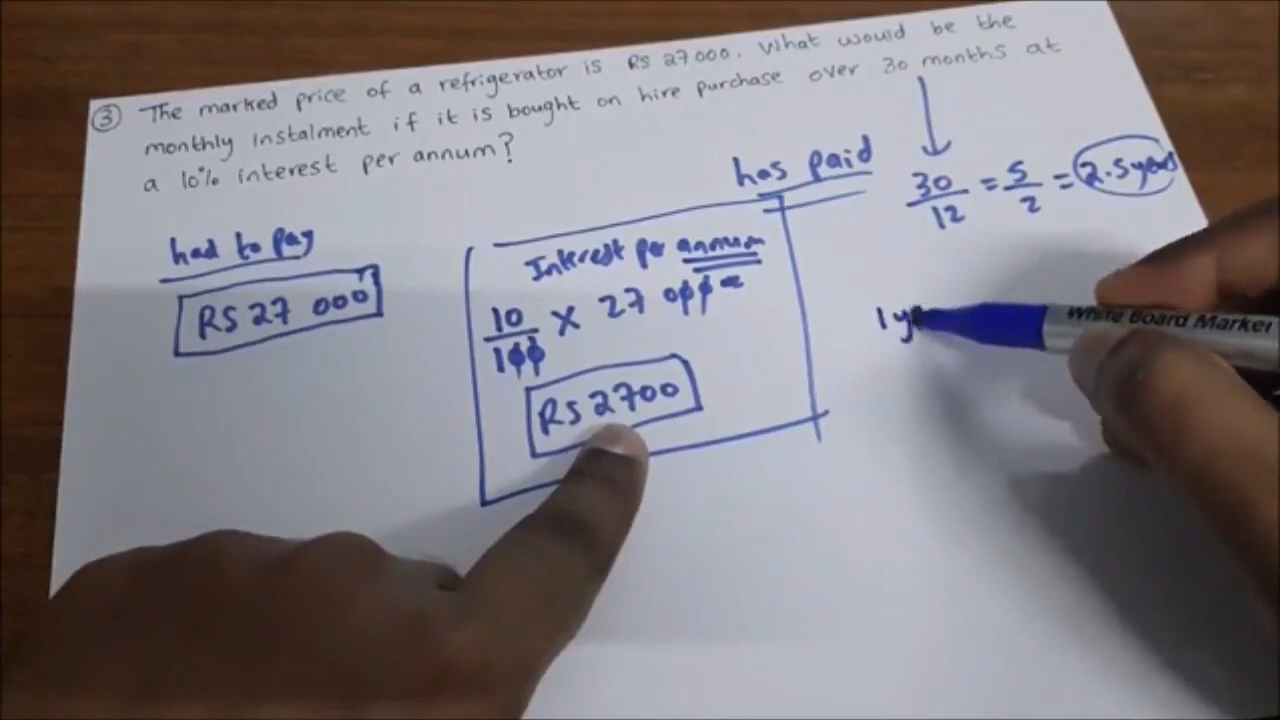 ③ The marked price of a refrigerator is Rs 27000. What would be the
monthly instalment if it is bought on hire purchase over 30 months at
a 10% interest per annum?
had to pay
RS 27 000
Interest per annum
10/100 x 27 000
RS 2700
has paid
30/12 = 5/2 = 2.5 years
1 y
White Board Marker